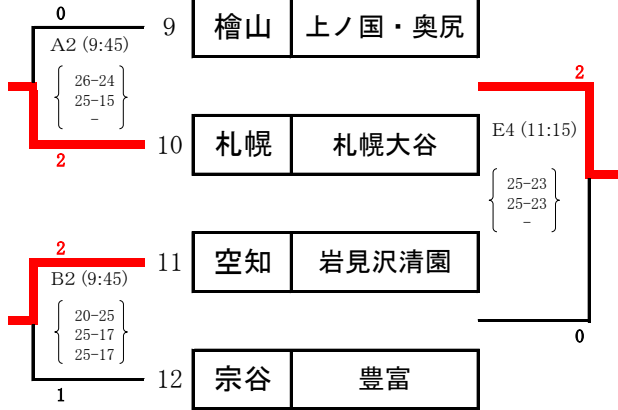 0
9 檜山 上ノ国・奥尻
A2 (9:45)
26-24
25-15
-
2
10 札幌 札幌大谷
2
E4 (11:15)
25-23
25-23
-
0
2
11 空知 岩見沢清園
B2 (9:45)
20-25
25-17
25-17
1
12 宗谷 豊富